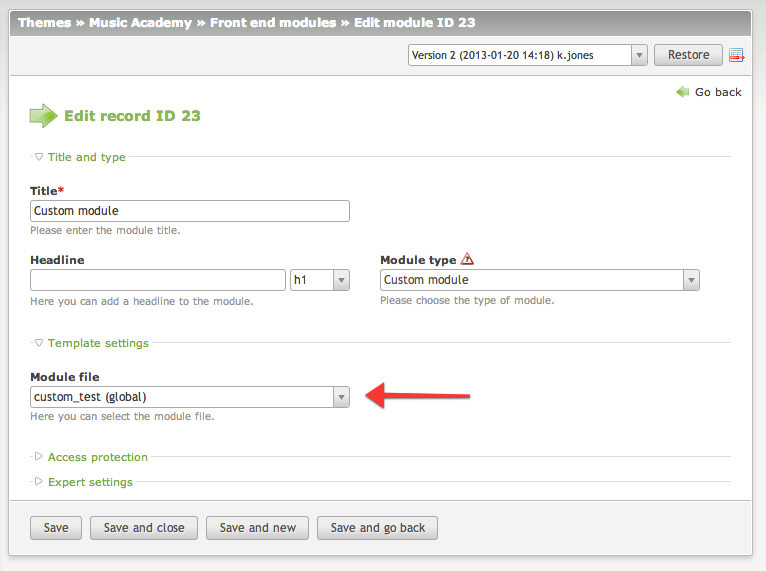 Themes » Music Academy » Front end modules » Edit module ID 23
Version 2 (2013-01-20 14:18) k.jones Restore
Go back
Edit record ID 23
Title and type
Title*
Custom module
Please enter the module title.
Headline Module type
h1 Custom module
Here you can add a headline to the module. Please choose the type of module.
Template settings
Module file
custom_test (global)
Here you can select the module file.
Access protection
Expert settings
Save Save and close Save and new Save and go back